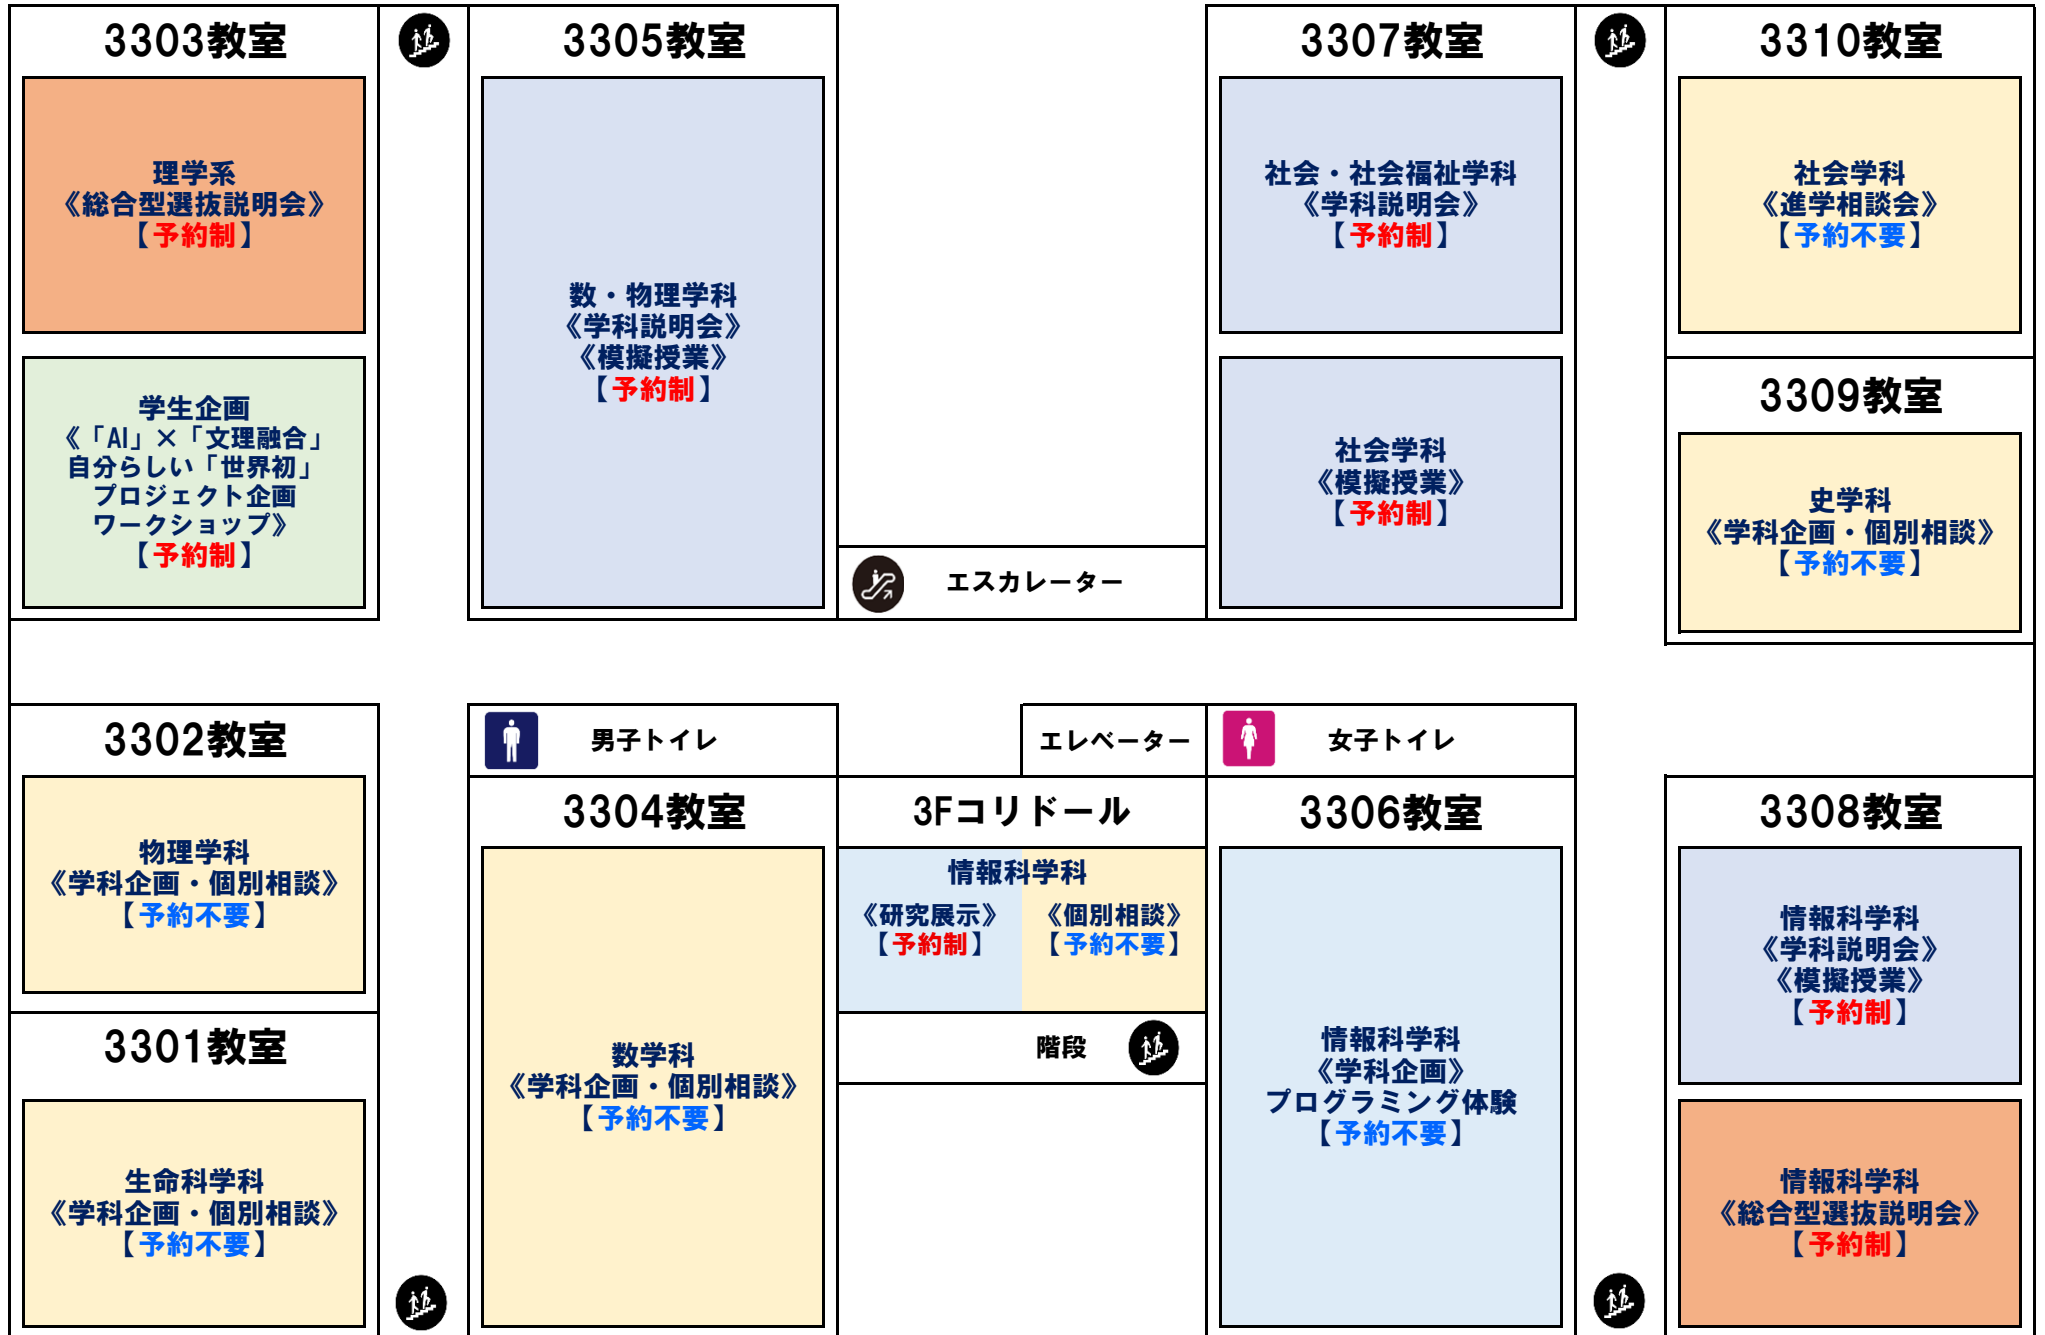 3303教室
理学系
《総合型選抜説明会》
【予約制】
学生企画
《「AI」×「文理融合」
自分らしい「世界初」
プロジェクト企画
ワークショップ》
【予約制】
3305教室
数・物理学科
《学科説明会》
《模擬授業》
【予約制】
エスカレーター
3307教室
社会・社会福祉学科
《学科説明会》
【予約制】
社会学科
《模擬授業》
【予約制】
3310教室
社会学科
《進学相談会》
【予約不要】
3309教室
史学科
《学科企画・個別相談》
【予約不要】
3302教室
物理学科
《学科企画・個別相談》
【予約不要】
3301教室
生命科学科
《学科企画・個別相談》
【予約不要】
男子トイレ
3304教室
数学科
《学科企画・個別相談》
【予約不要】
エレベーター
3Fコリドール
情報科学科
《研究展示》
【予約制】
《個別相談》
【予約不要】
階段
女子トイレ
3306教室
情報科学科
《学科企画》
プログラミング体験
【予約不要】
3308教室
情報科学科
《学科説明会》
《模擬授業》
【予約制】
情報科学科
《総合型選抜説明会》
【予約制】